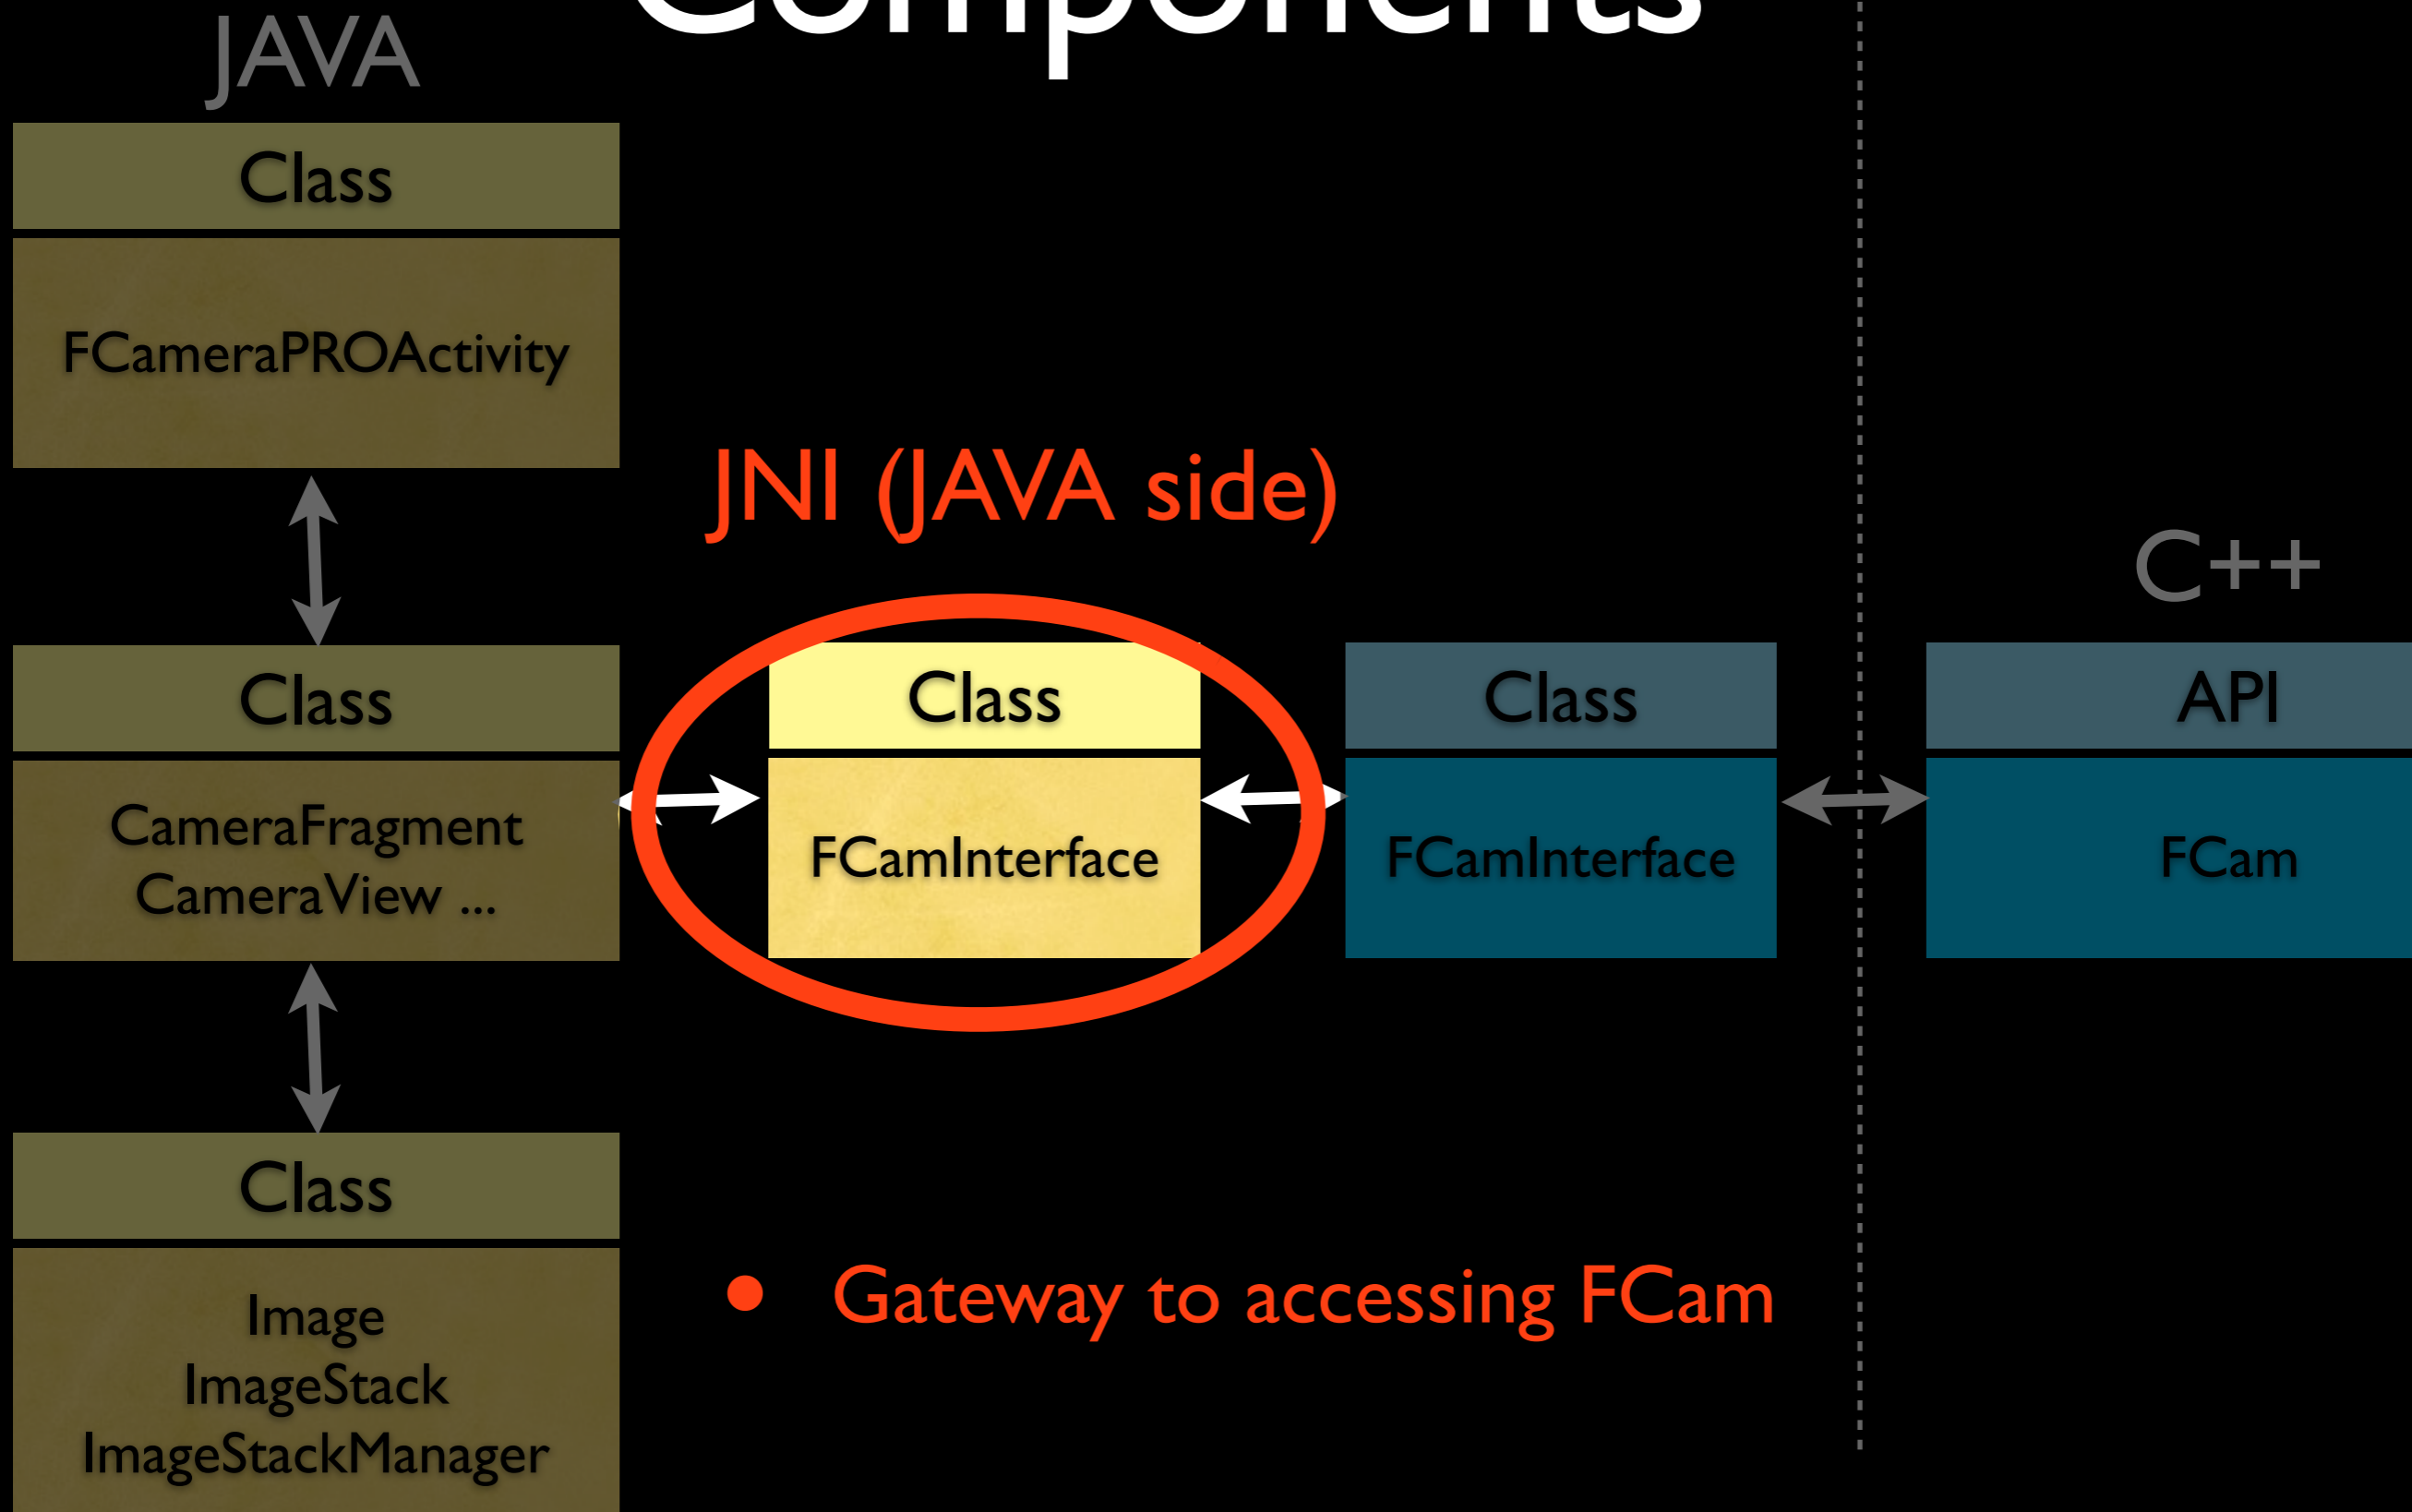 Components
JAVA
Class
FCameraPROActivity
JNI (JAVA side)
C++
Class
CameraFragment
CameraView ...
Class
FCamInterface
Class
FCamInterface
API
FCam
Class
Image
ImageStack
ImageStackManager
• Gateway to accessing FCam